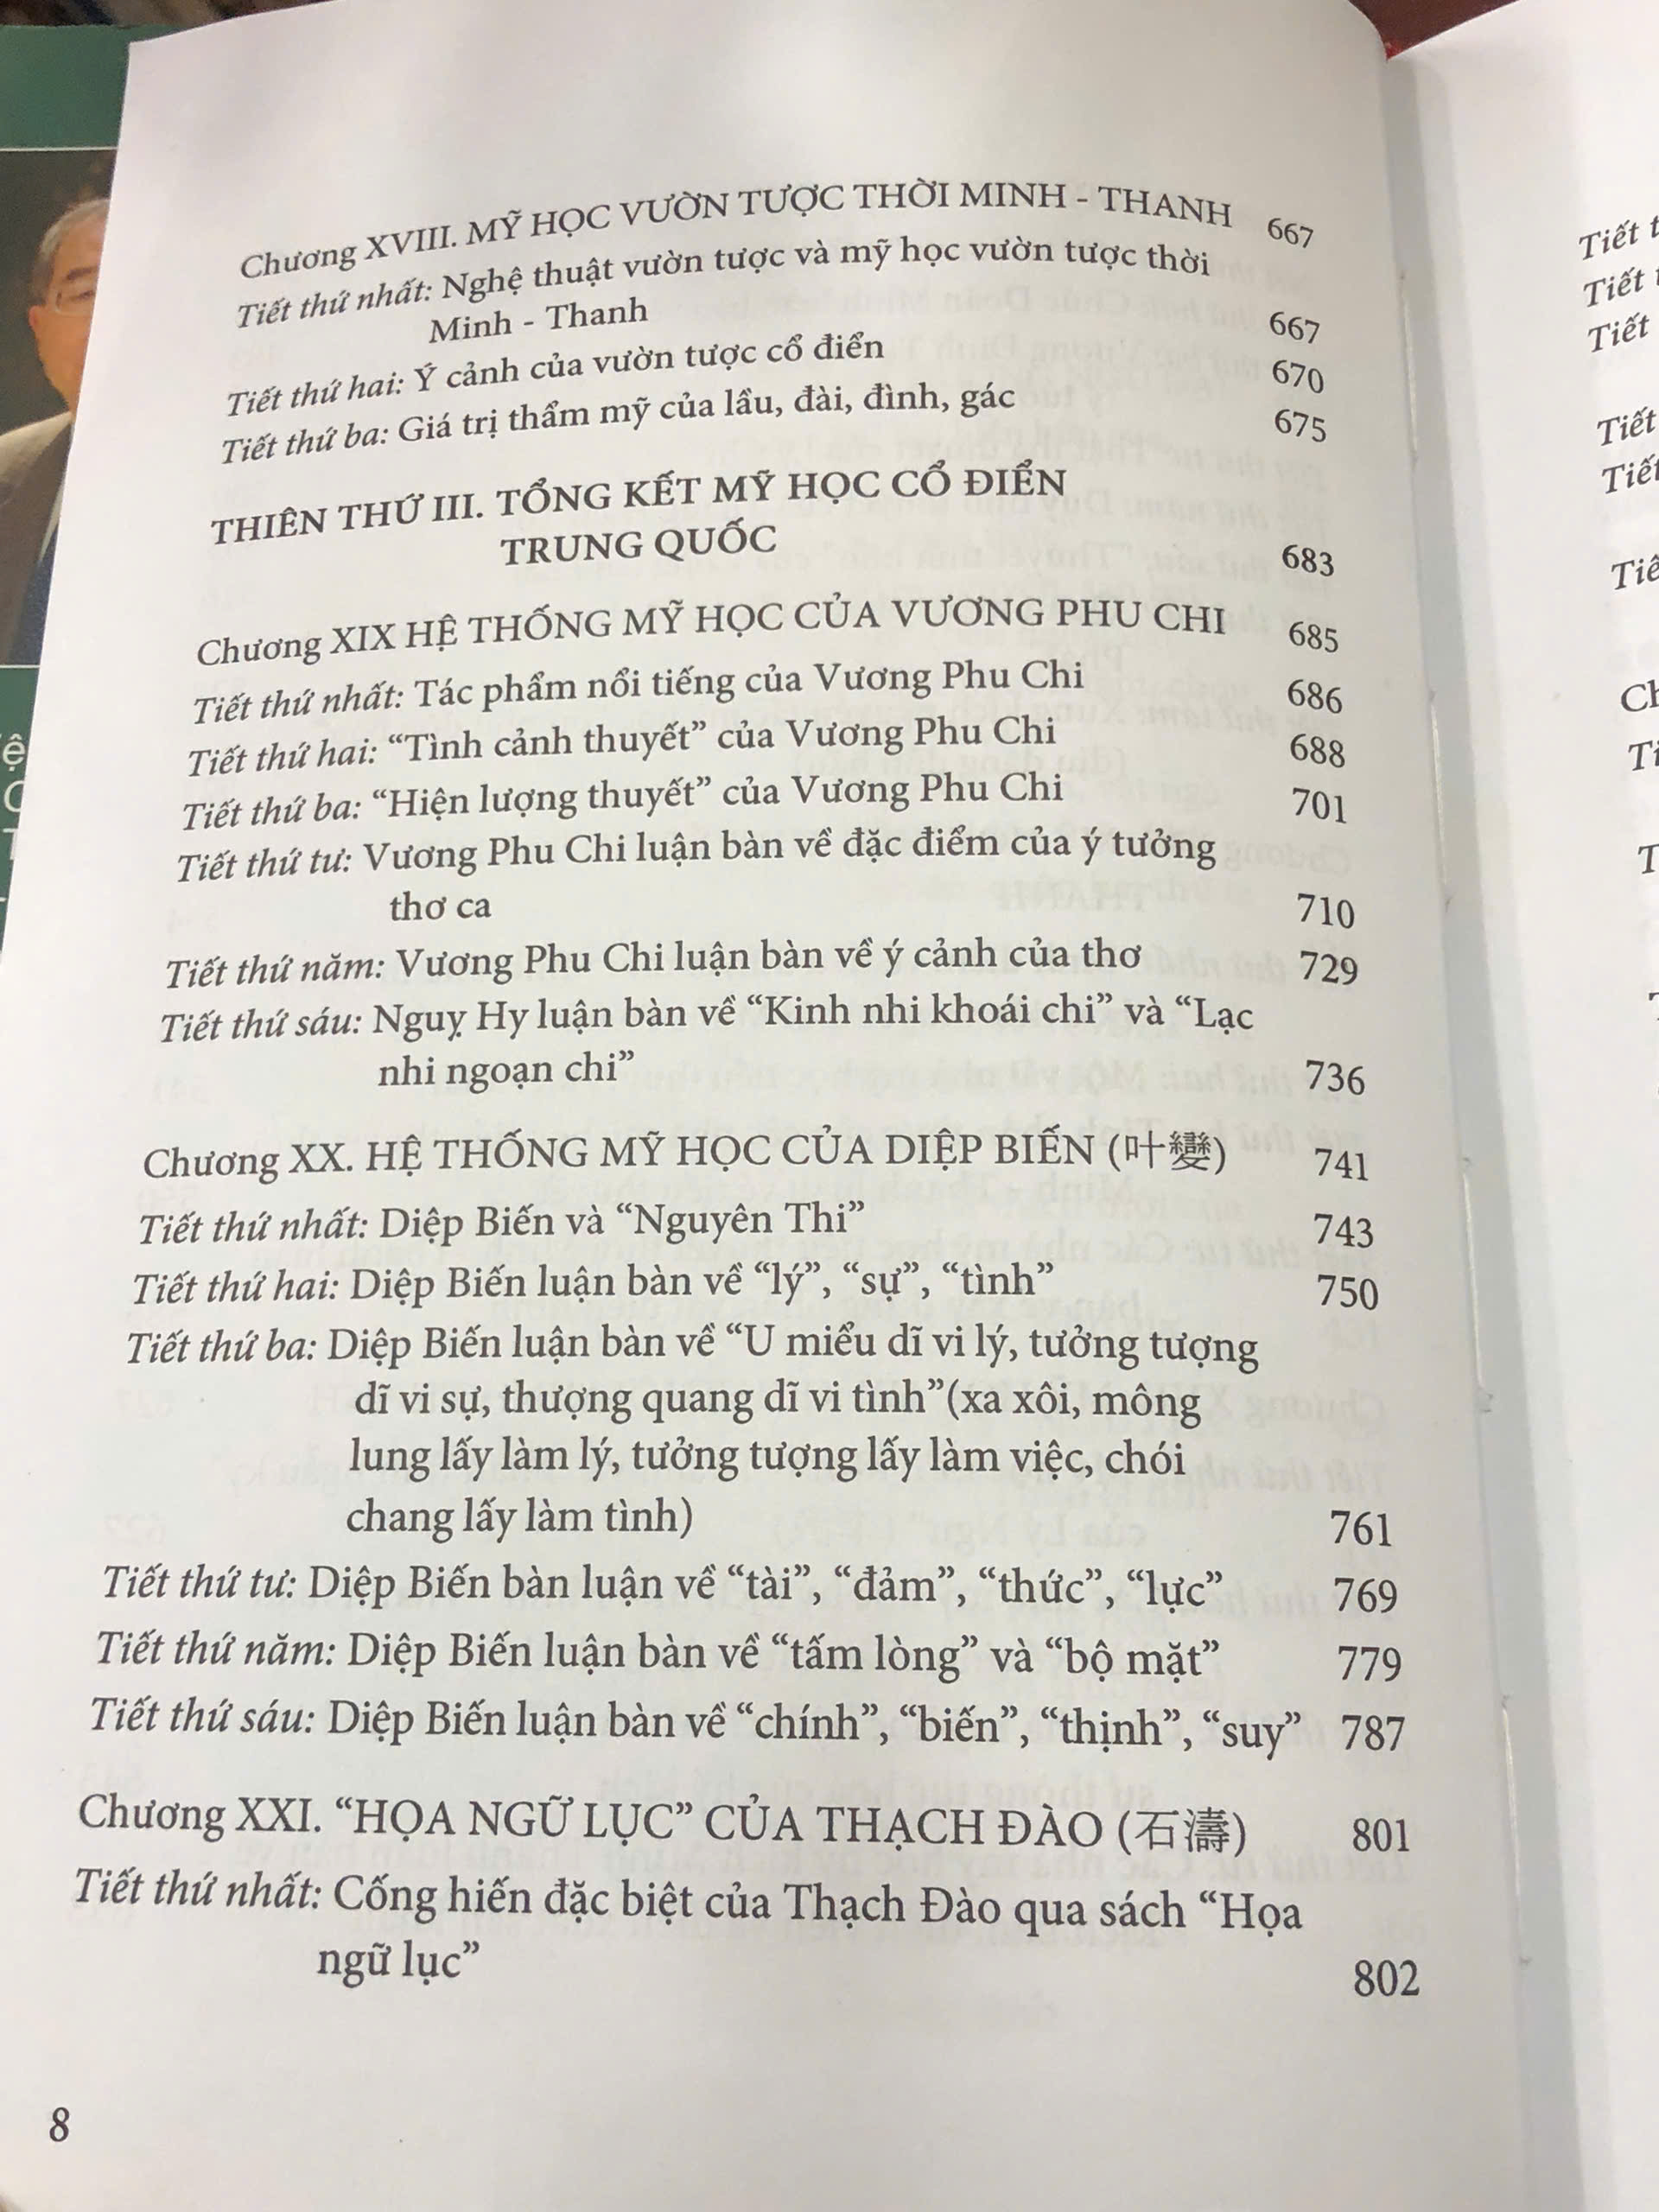 Chương XVIII. MỸ HỌC VƯỜN TƯỢC THỜI MINH - THANH 667
Tiết thứ nhất: Nghệ thuật vườn tược và mỹ học vườn tược thời
Minh - Thanh 667
Tiết thứ hai: Ý cảnh của vườn tược cổ điển 670
Tiết thứ ba: Giá trị thẩm mỹ của lầu, đài, đình, gác 675
THIÊN THỨ III. TỔNG KẾT MỸ HỌC CỔ ĐIỂN
TRUNG QUỐC 683
Chương XIX HỆ THỐNG MỸ HỌC CỦA VƯƠNG PHU CHI 685
Tiết thứ nhất: Tác phẩm nổi tiếng của Vương Phu Chi 686
Tiết thứ hai: “Tình cảnh thuyết” của Vương Phu Chi 688
Tiết thứ ba: “Hiện lượng thuyết” của Vương Phu Chi 701
Tiết thứ tư: Vương Phu Chi luận bàn về đặc điểm của ý tưởng
thơ ca 710
Tiết thứ năm: Vương Phu Chi luận bàn về ý cảnh của thơ 729
Tiết thứ sáu: Ngụy Hy luận bàn về “Kinh nhi khoái chi” và “Lạc
nhi ngoạn chi” 736
Chương XX. HỆ THỐNG MỸ HỌC CỦA DIỆP BIẾN (叶變) 741
Tiết thứ nhất: Diệp Biến và “Nguyên Thi” 743
Tiết thứ hai: Diệp Biến luận bàn về “lý”, “sự”, “tình” 750
Tiết thứ ba: Diệp Biến luận bàn về “U miểu dĩ vi lý, tưởng tượng
dĩ vi sự, thượng quang dĩ vi tình”(xa xôi, mông
lung lấy làm lý, tưởng tượng lấy làm việc, chói
chang lấy làm tình) 761
Tiết thứ tư: Diệp Biến bàn luận về “tài”, “đảm”, “thức”, “lực” 769
Tiết thứ năm: Diệp Biến luận bàn về “tấm lòng” và “bộ mặt” 779
Tiết thứ sáu: Diệp Biến luận bàn về “chính”, “biến”, “thịnh”, “suy” 787
Chương XXI. “HỌA NGỮ LỤC” CỦA THẠCH ĐÀO (石濤) 801
Tiết thứ nhất: Cống hiến đặc biệt của Thạch Đào qua sách “Họa
ngữ lục” 802
8
Tiết
Tiết
Tiết
Tiết